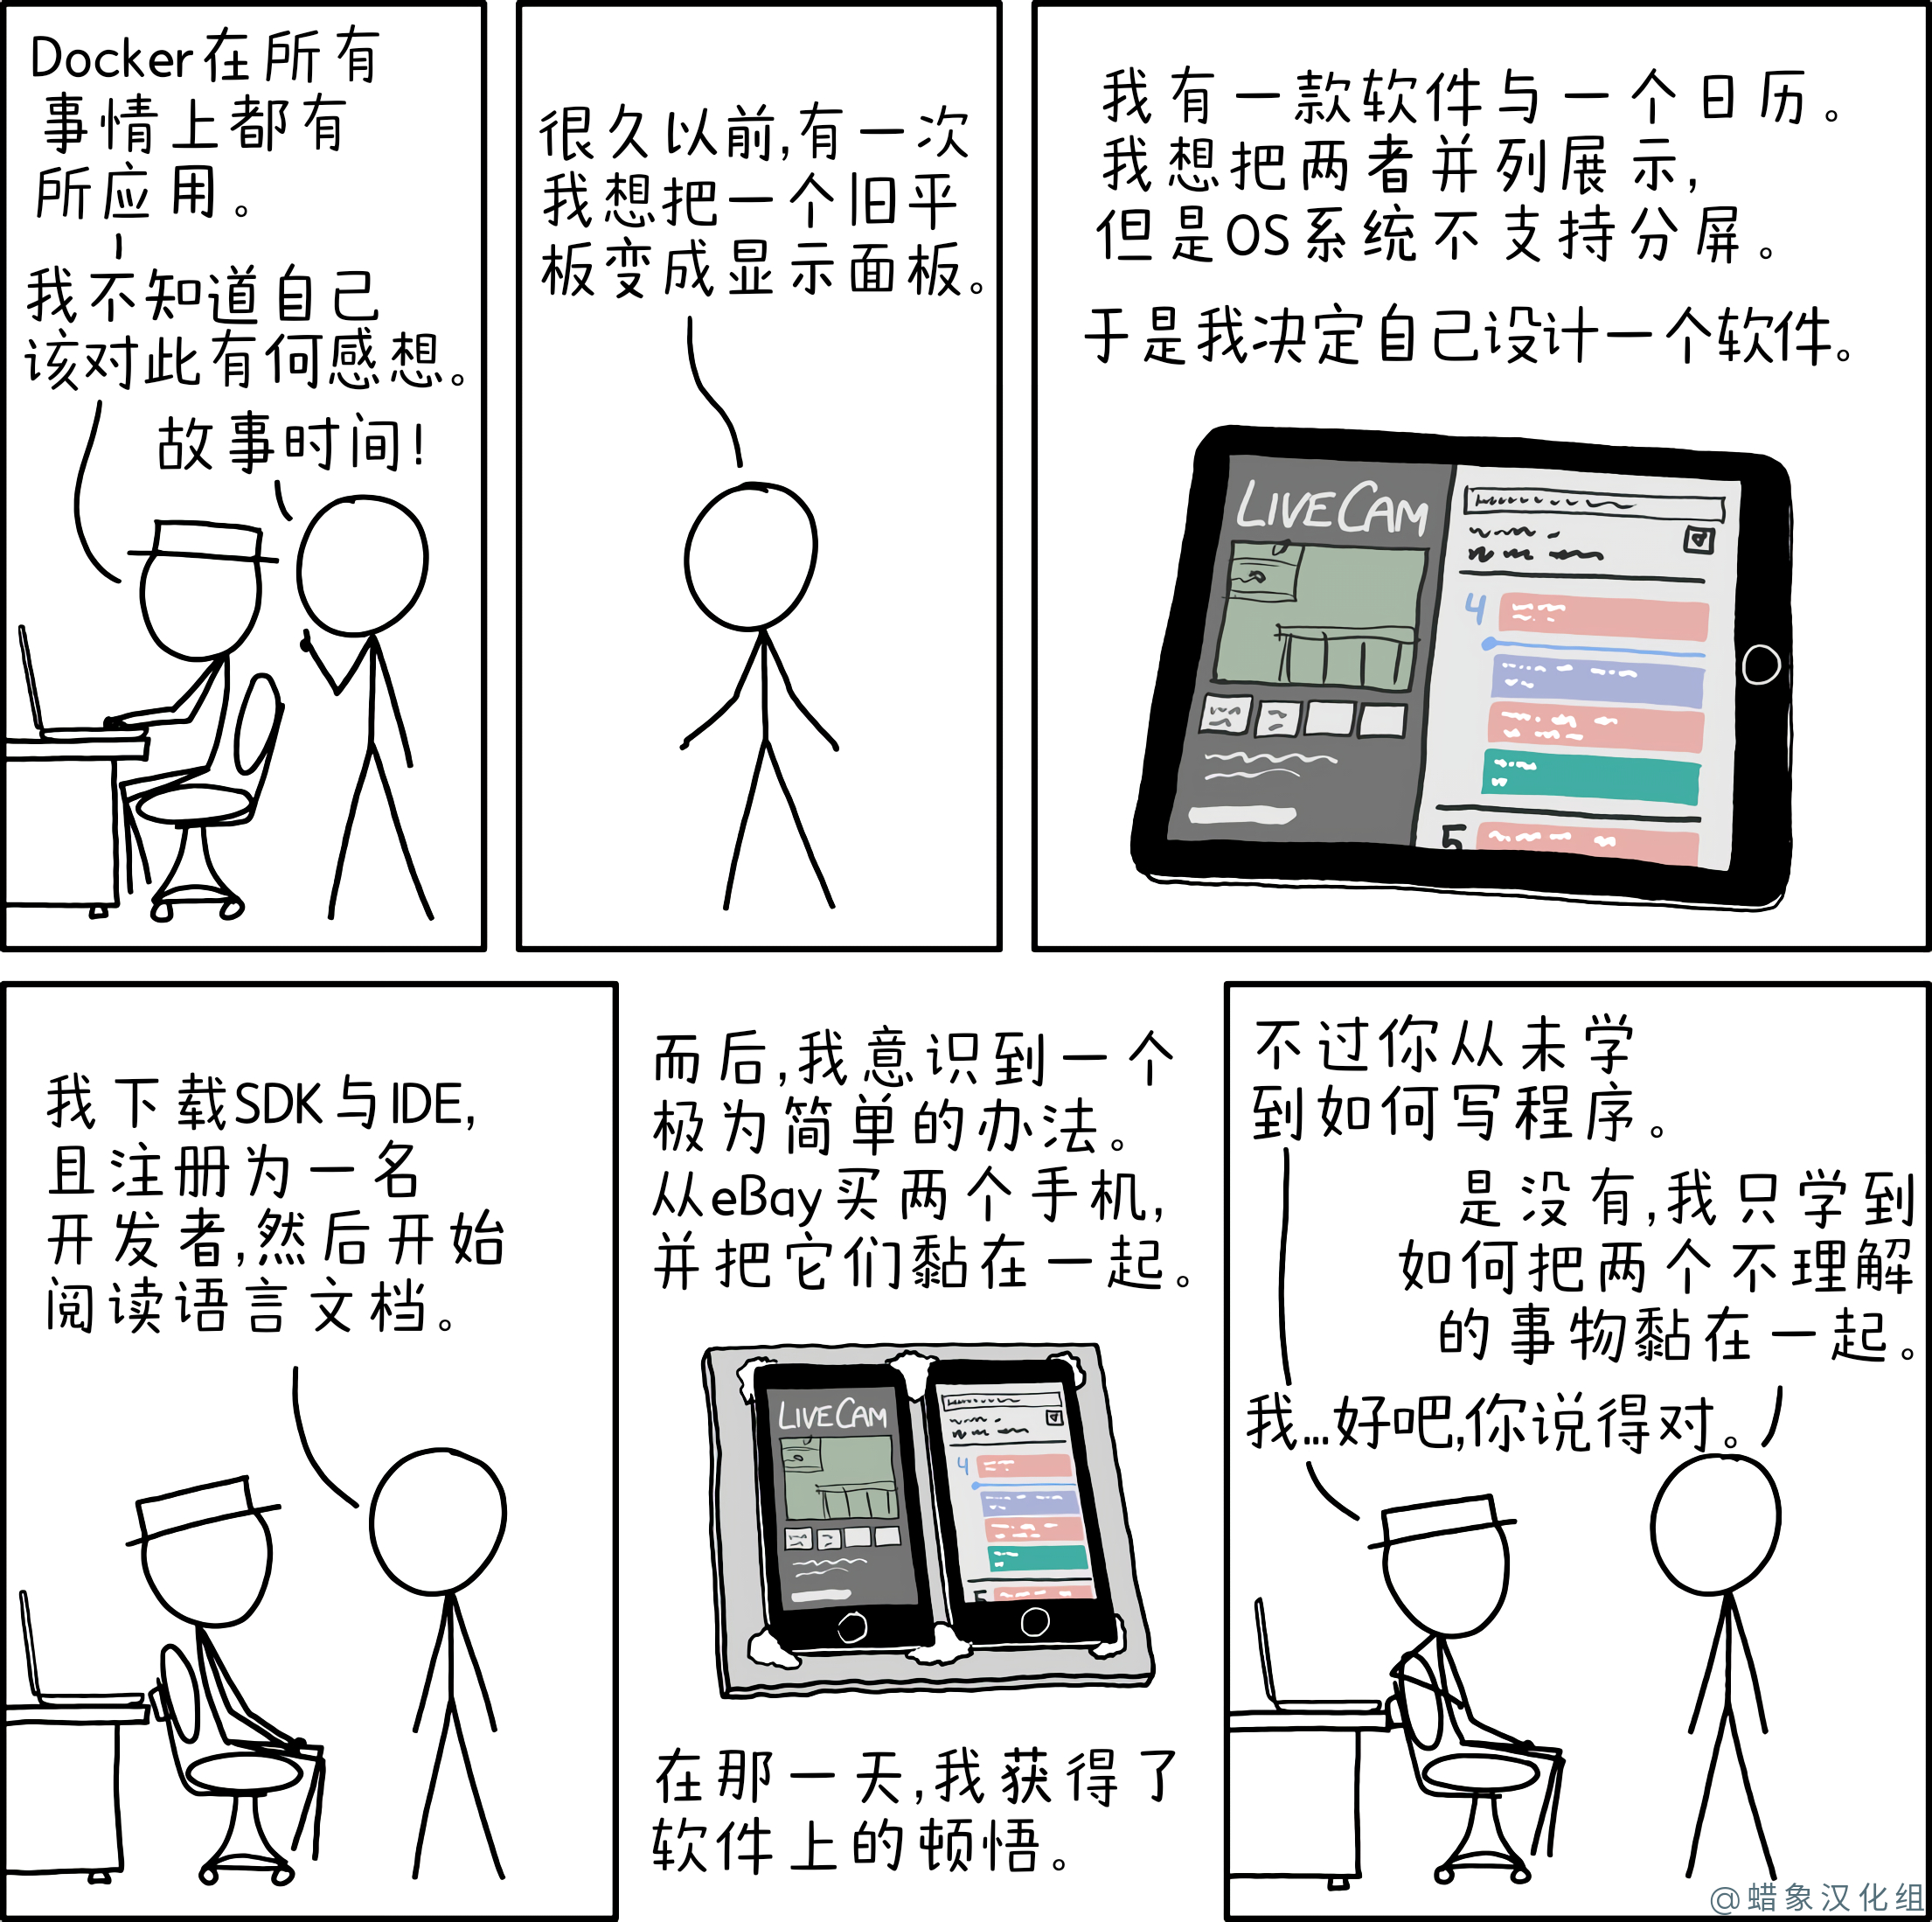 Docker在所有
事情上都有
所应用。
我不知道自己
该对此有何感想。
故事时间!
很久以前,有一次
我想把一个旧平
板变成显示面板。
我有一款软件与一个日历。
我想把两者并列展示,
但是OS系统不支持分屏。
于是我决定自己设计一个软件。
LIVECAM
4
5
我下载SDK与IDE,
且注册为一名
开发者,然后开始
阅读语言文档。
而后,我意识到一个
极为简单的办法。
从eBay买两个手机,
并把它们黏在一起。
LIVECAM
4
5
在那一天,我获得了
软件上的顿悟。
不过你从未学
到如何写程序。
是没有,我只学到
如何把两个不理解
的事物黏在一起。
我...好吧,你说得对。
@蜡象汉化组